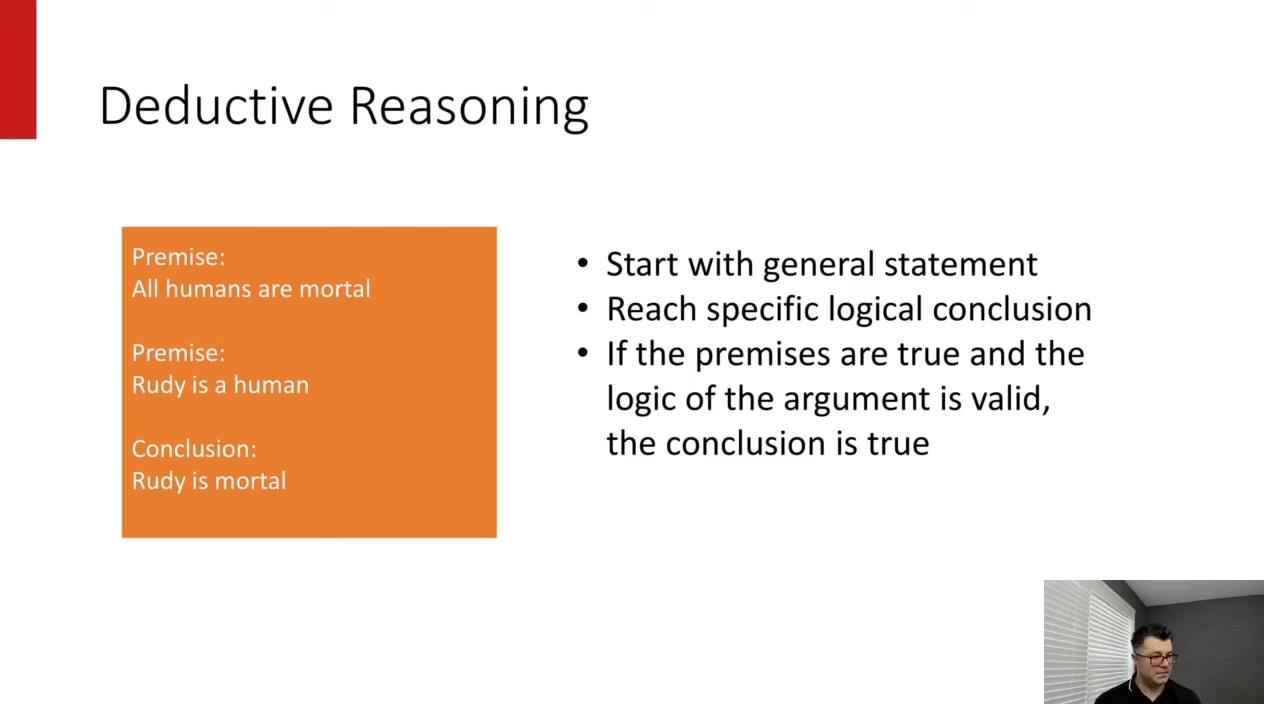 Deductive Reasoning
Premise:
All humans are mortal
Premise:
Rudy is a human
Conclusion:
Rudy is mortal
• Start with general statement
• Reach specific logical conclusion
• If the premises are true and the
logic of the argument is valid,
the conclusion is true